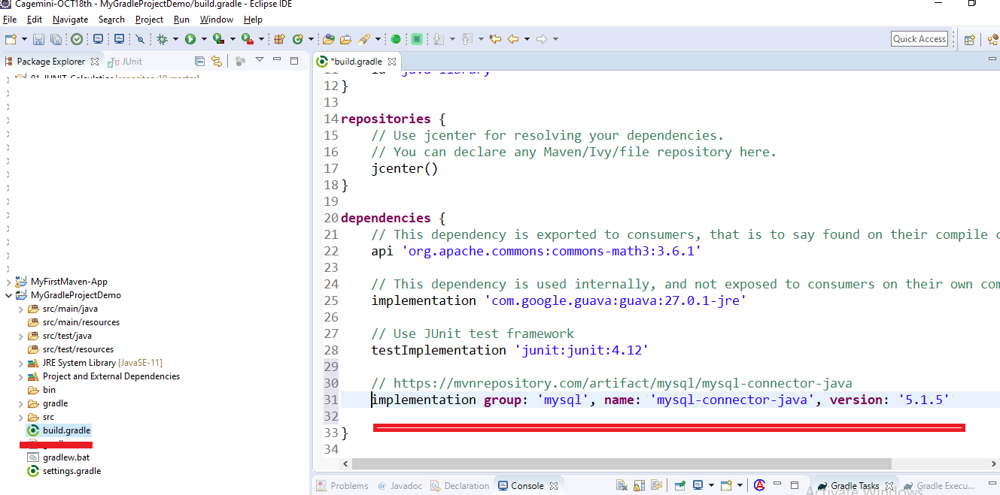 Cagemini-OCT18th - MyGradleProjectDemo/build.gradle - Eclipse IDE
File Edit Navigate Search Project Run Window Help
Quick Access
Package Explorer JUnit
*build.gradle
01-JUNIT-Calculatior [repository10 master]
MyFirstMaven-App
MyGradleProjectDemo
src/main/java
src/main/resources
src/test/java
src/test/resources
JRE System Library [JavaSE-11]
Project and External Dependencies
bin
gradle
src
build.gradle
gradlew.bat
settings.gradle
11 id 'java-library'
12 }
13
14 repositories {
15 // Use jcenter for resolving your dependencies.
16 // You can declare any Maven/Ivy/file repository here.
17 jcenter()
18 }
19
20 dependencies {
21 // This dependency is exported to consumers, that is to say found on their compile c
22 api 'org.apache.commons:commons-math3:3.6.1'
23
24 // This dependency is used internally, and not exposed to consumers on their own com
25 implementation 'com.google.guava:guava:27.0.1-jre'
26
27 // Use JUnit test framework
28 testImplementation 'junit:junit:4.12'
29
30 // https://mvnrepository.com/artifact/mysql/mysql-connector-java
31 implementation group: 'mysql', name: 'mysql-connector-java', version: '5.1.5'
32
33 }
34
Problems Javadoc Declaration Console
Gradle Tasks Gradle Execu...
Activate Windows